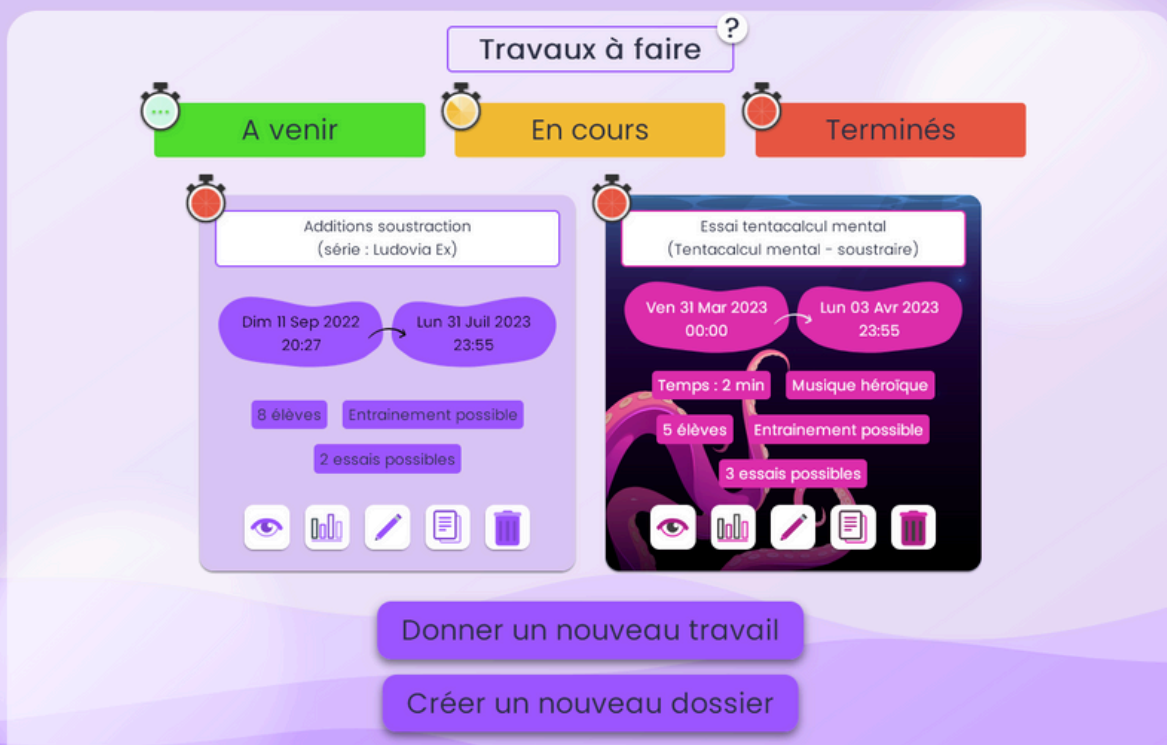 Travaux à faire
?
A venir
En cours
Terminés
Additions soustraction
(série : Ludovia Ex)
Dim 11 Sep 2022
20:27
Lun 31 Juil 2023
23:55
8 élèves
Entrainement possible
2 essais possibles
Essai tentacalcul mental
(Tentacalcul mental - soustraire)
Ven 31 Mar 2023
00:00
Lun 03 Avr 2023
23:55
Temps : 2 min
Musique héroïque
5 élèves
Entrainement possible
3 essais possibles
Donner un nouveau travail
Créer un nouveau dossier